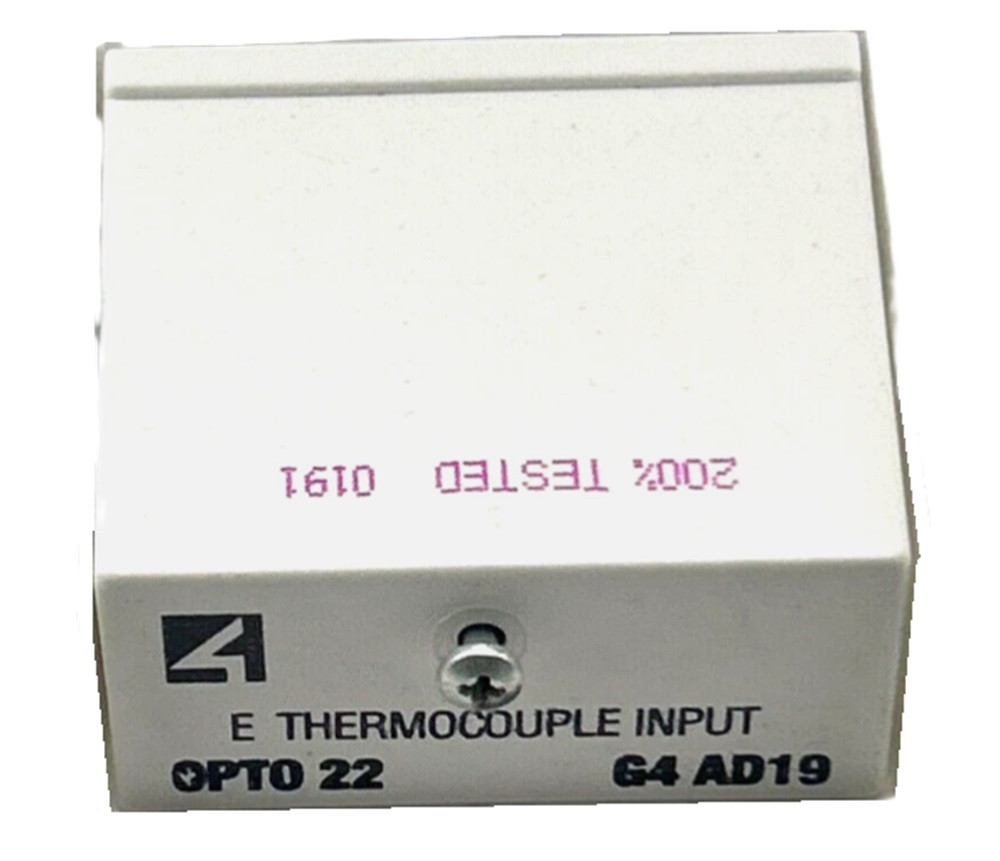 200% TESTED 0191
E THERMOCOUPLE INPUT
OPTO 22 G4 AD19